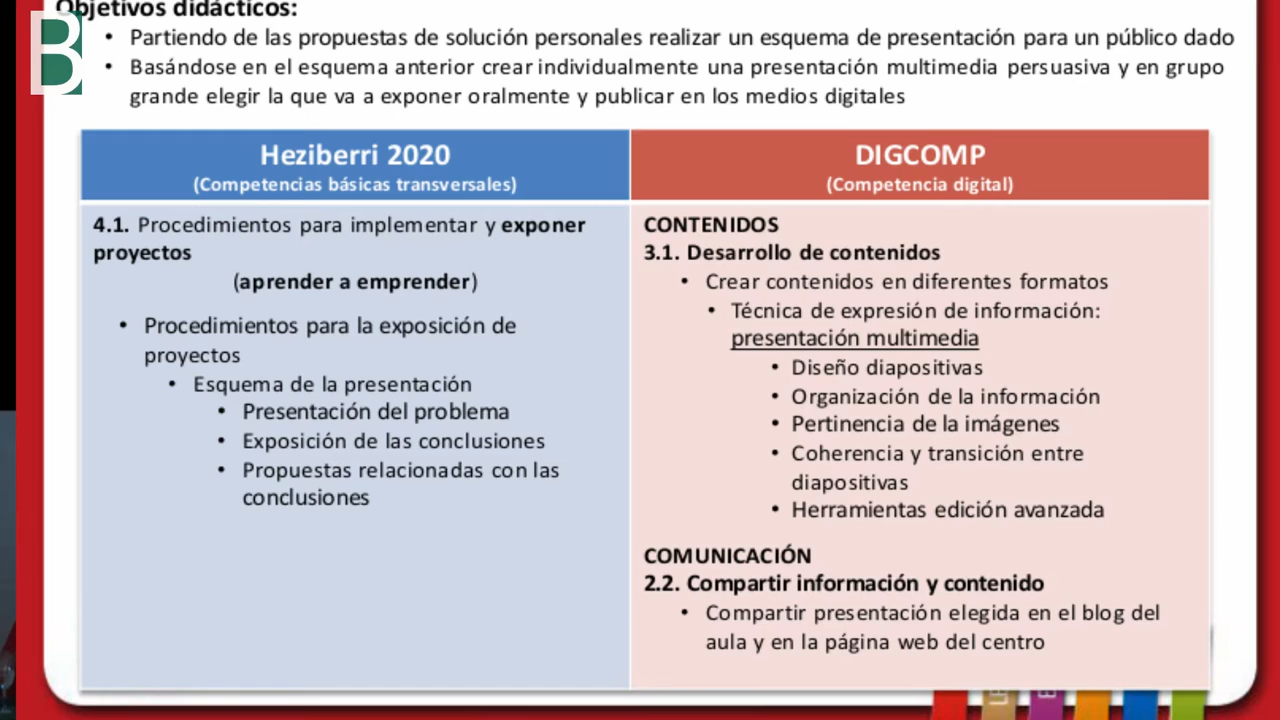 Objetivos didácticos:
B
• Partiendo de las propuestas de solución personales realizar un esquema de presentación para un público dado
• Basándose en el esquema anterior crear individualmente una presentación multimedia persuasiva y en grupo
grande elegir la que va a exponer oralmente y publicar en los medios digitales
Heziberri 2020
(Competencias básicas transversales)
4.1. Procedimientos para implementar y exponer
proyectos
(aprender a emprender)
• Procedimientos para la exposición de
proyectos
• Esquema de la presentación
• Presentación del problema
• Exposición de las conclusiones
• Propuestas relacionadas con las
conclusiones
DIGCOMP
(Competencia digital)
CONTENIDOS
3.1. Desarrollo de contenidos
• Crear contenidos en diferentes formatos
• Técnica de expresión de información:
presentación multimedia
• Diseño diapositivas
• Organización de la información
• Pertinencia de la imágenes
• Coherencia y transición entre
diapositivas
• Herramientas edición avanzada
COMUNICACIÓN
2.2. Compartir información y contenido
• Compartir presentación elegida en el blog del
aula y en la página web del centro